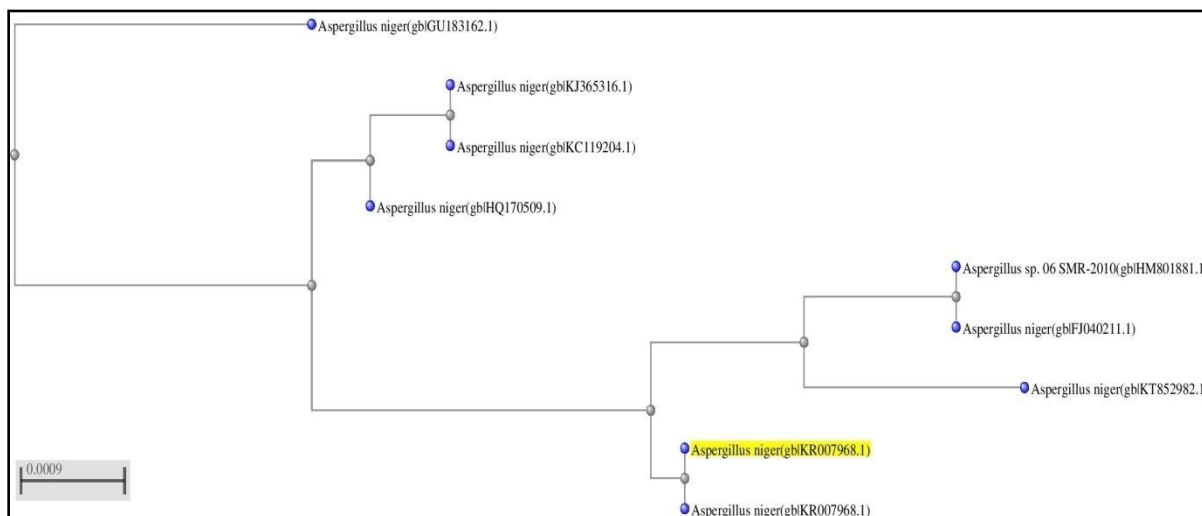 Aspergillus niger(gb|GU183162.1)
Aspergillus niger(gb|KJ365316.1)
Aspergillus niger(gb|KC119204.1)
Aspergillus niger(gb|HQ170509.1)
Aspergillus sp. 06 SMR-2010(gb|HM801881.1
Aspergillus niger(gb|FJ040211.1)
Aspergillus niger(gb|KT852982.1
Aspergillus niger(gb|KR007968.1)
0.0009
Aspergillus niger(gb|KR007968.1)